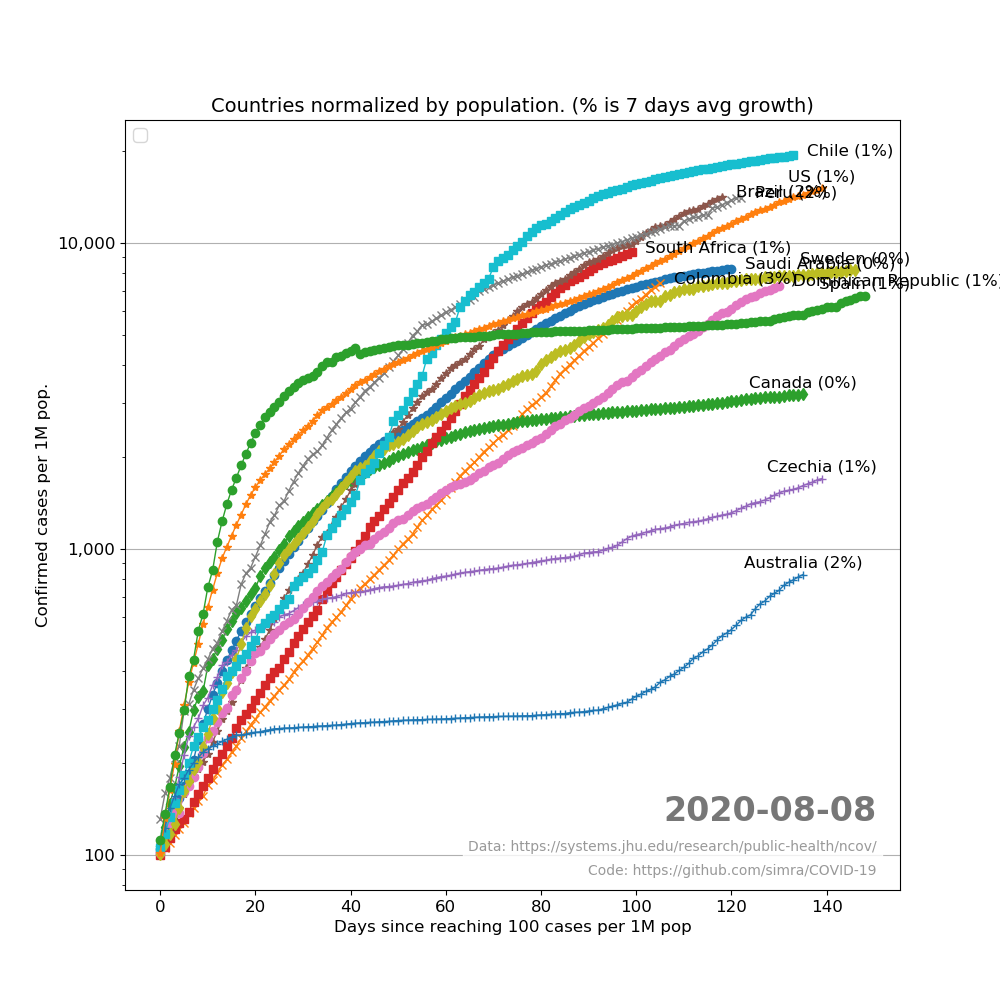 Countries normalized by population. (% is 7 days avg growth)
Chile (1%)
US (1%)
Brazil (2%)
Peru (2%)
10,000
South Africa (1%)
Sweden (0%)
Saudi Arabia (0%)
Colombia (3%)
Dominican Republic (1%)
Spain (1%)
Canada (0%)
Czechia (1%)
1,000
Australia (2%)
Confirmed cases per 1M pop.
2020-08-08
Data: https://systems.jhu.edu/research/public-health/ncov/
100
Code: https://github.com/simra/COVID-19
0 20 40 60 80 100 120 140
Days since reaching 100 cases per 1M pop